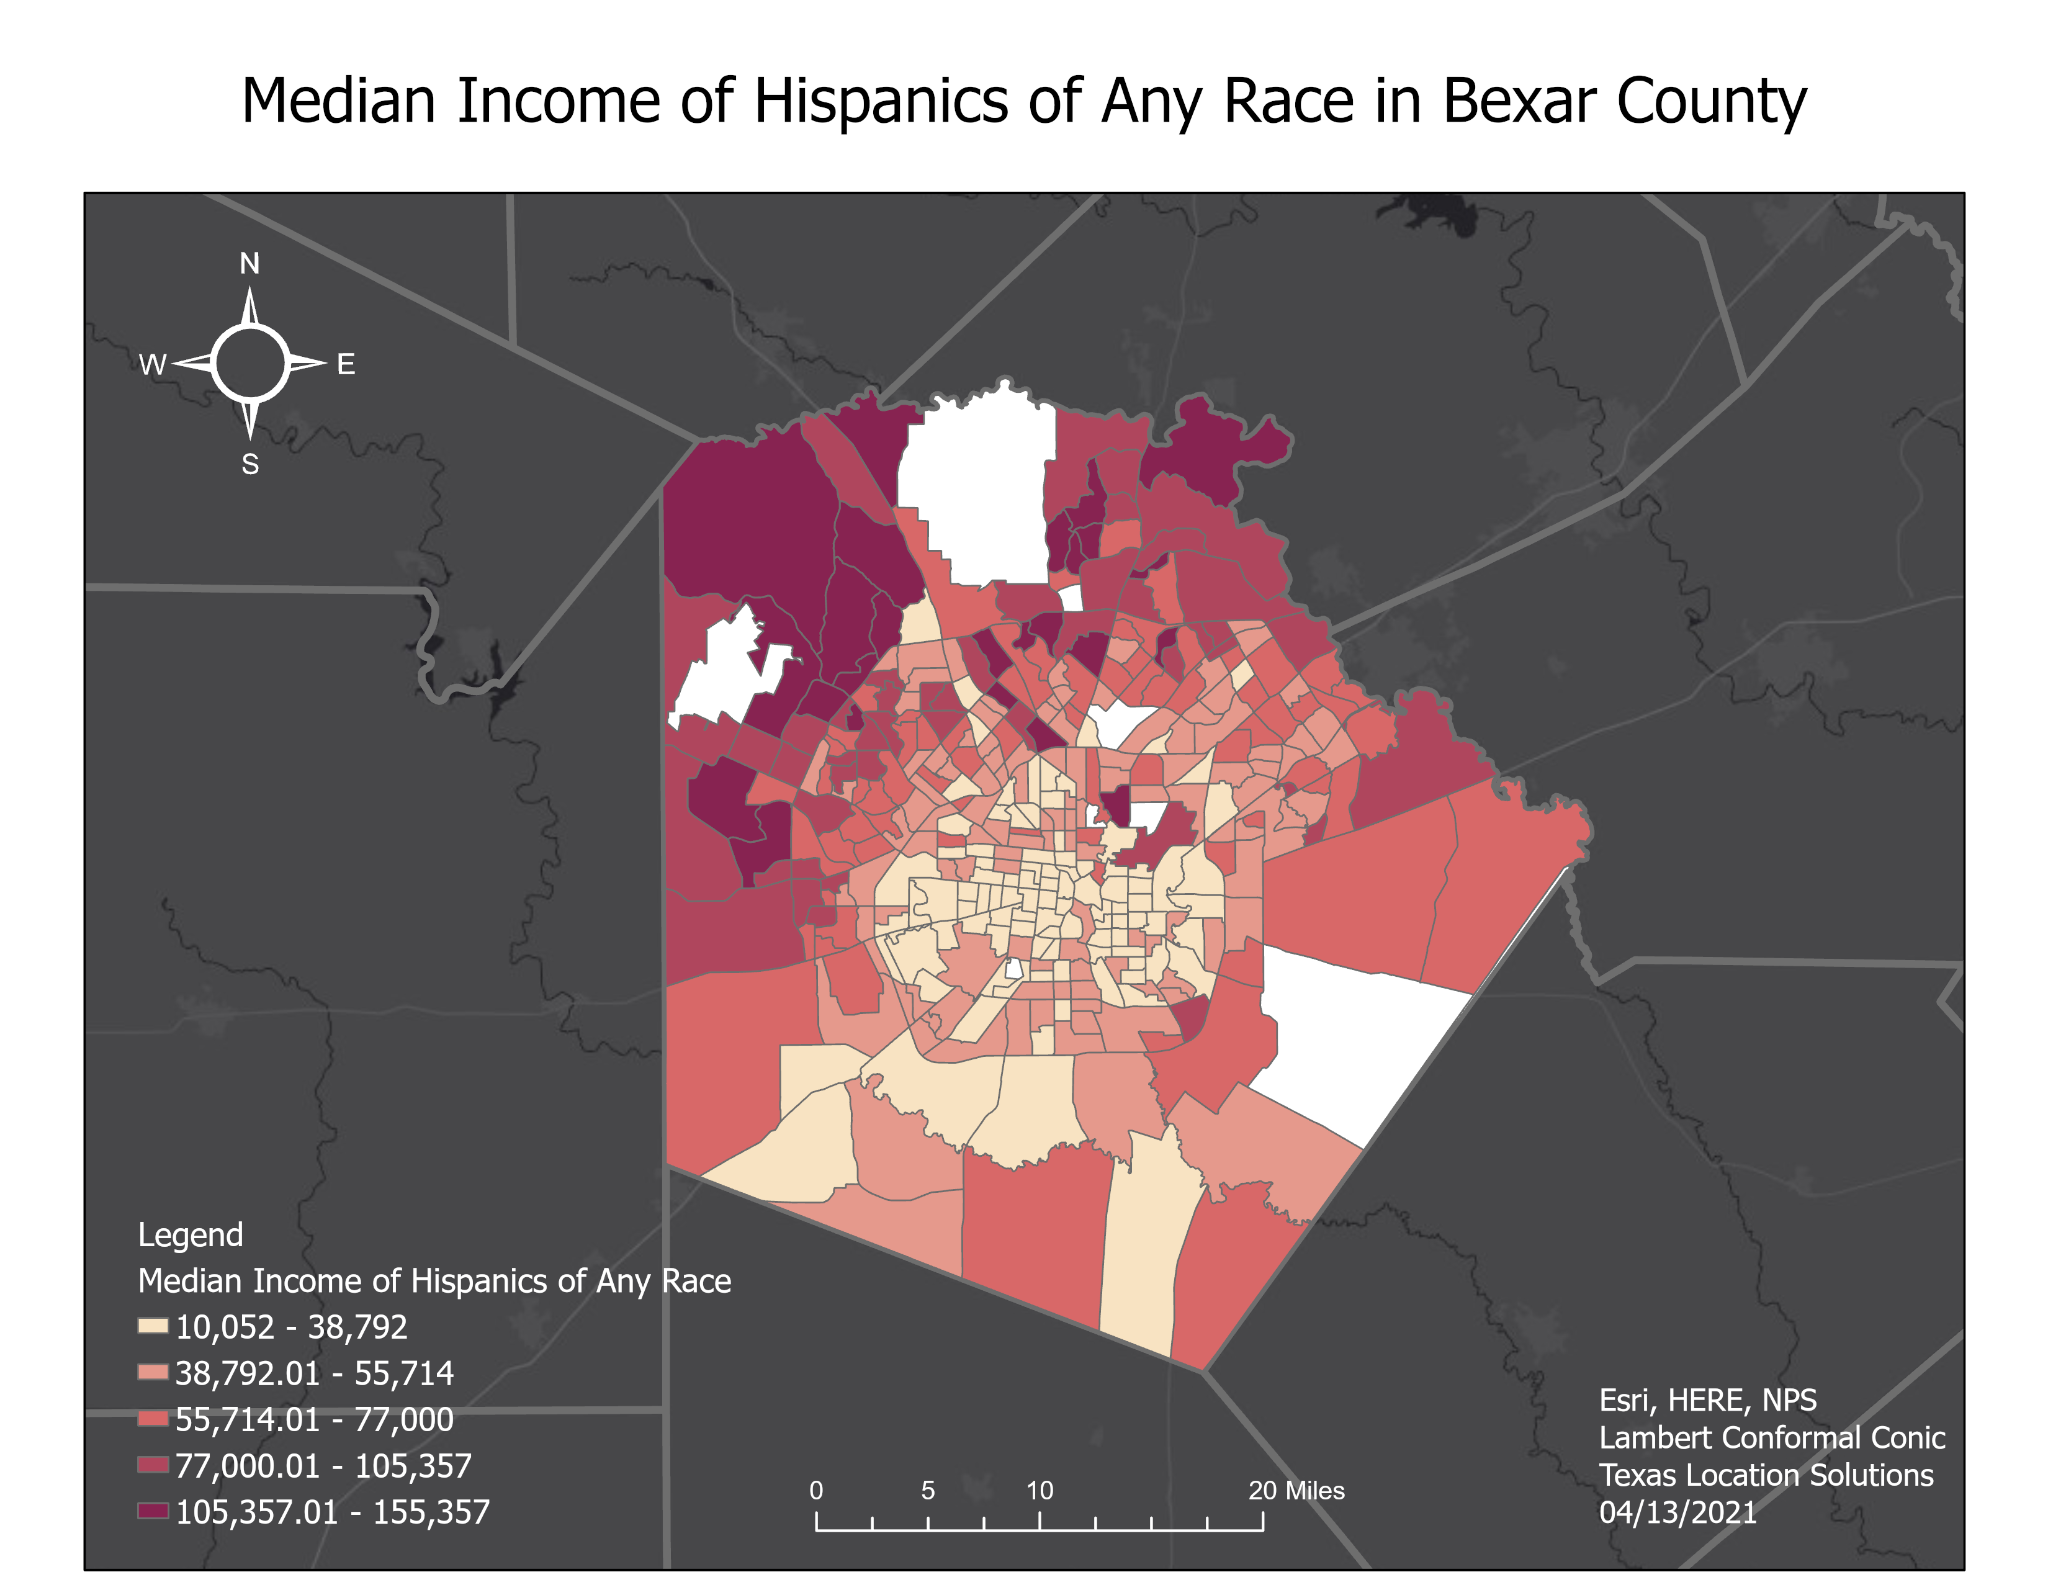 Median Income of Hispanics of Any Race in Bexar County
N
W
E
S
Legend
Median Income of Hispanics of Any Race
10,052 - 38,792
38,792.01 - 55,714
55,714.01 - 77,000
77,000.01 - 105,357
105,357.01 - 155,357
0 5 10 20 Miles
Esri, HERE, NPS
Lambert Conformal Conic
Texas Location Solutions
04/13/2021